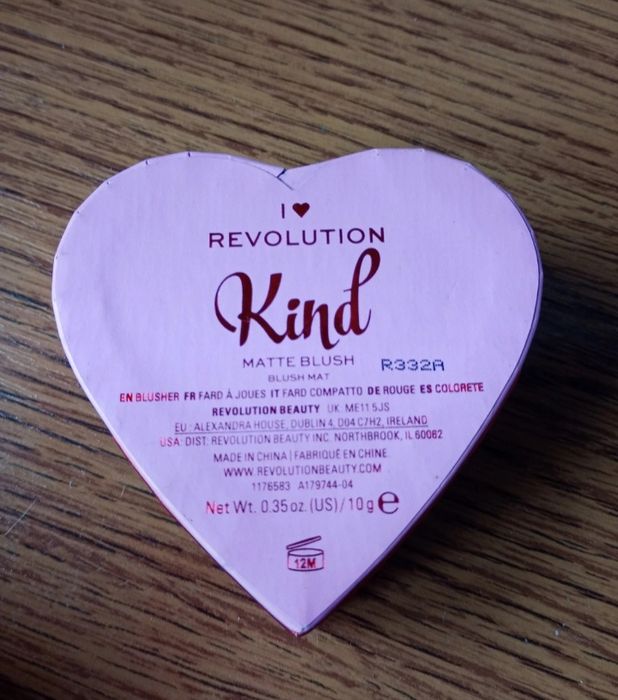 I ♥
REVOLUTION
Kind
MATTE BLUSH
R332A
BLUSH MAT
EN BLUSHER FR FARD À JOUES IT FARD COMPATTO DE ROUGE ES COLORETE
REVOLUTION BEAUTY UK: ME11 5JS
EU: ALEXANDRA HOUSE, DUBLIN 4, D04 C7H2, IRELAND
USA: DIST. REVOLUTION BEAUTY INC. NORTHBROOK, IL 60062
MADE IN CHINA | FABRIQUÉ EN CHINE
WWW.REVOLUTIONBEAUTY.COM
1176583 A179744-04
Net Wt. 0.35 oz. (US) / 10 g e
12M